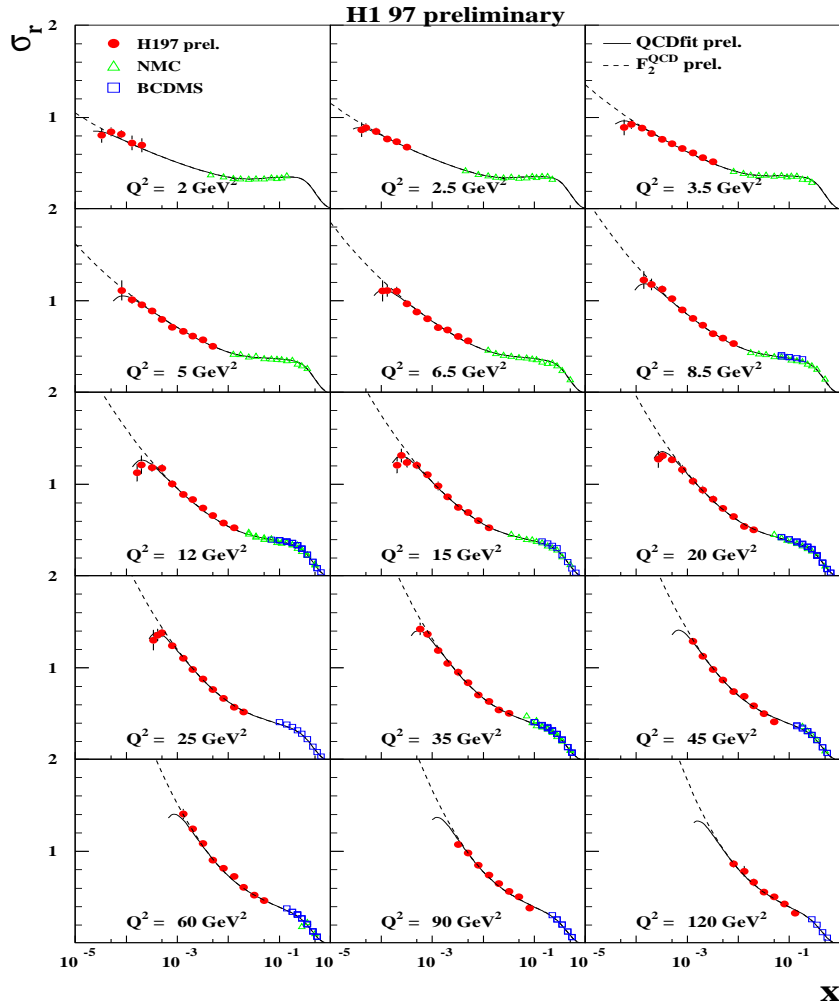 H1 97 preliminary
σr
2
H197 prel.
NMC
BCDMS
QCDfit prel.
F₂^QCD prel.
1
Q² = 2 GeV²
Q² = 2.5 GeV²
Q² = 3.5 GeV²
2
1
Q² = 5 GeV²
Q² = 6.5 GeV²
Q² = 8.5 GeV²
2
1
Q² = 12 GeV²
Q² = 15 GeV²
Q² = 20 GeV²
2
1
Q² = 25 GeV²
Q² = 35 GeV²
Q² = 45 GeV²
2
1
Q² = 60 GeV²
Q² = 90 GeV²
Q² = 120 GeV²
10⁻⁵ 10⁻³ 10⁻¹ 10 10⁻³ 10⁻¹ 10 10⁻³ 10⁻¹
x